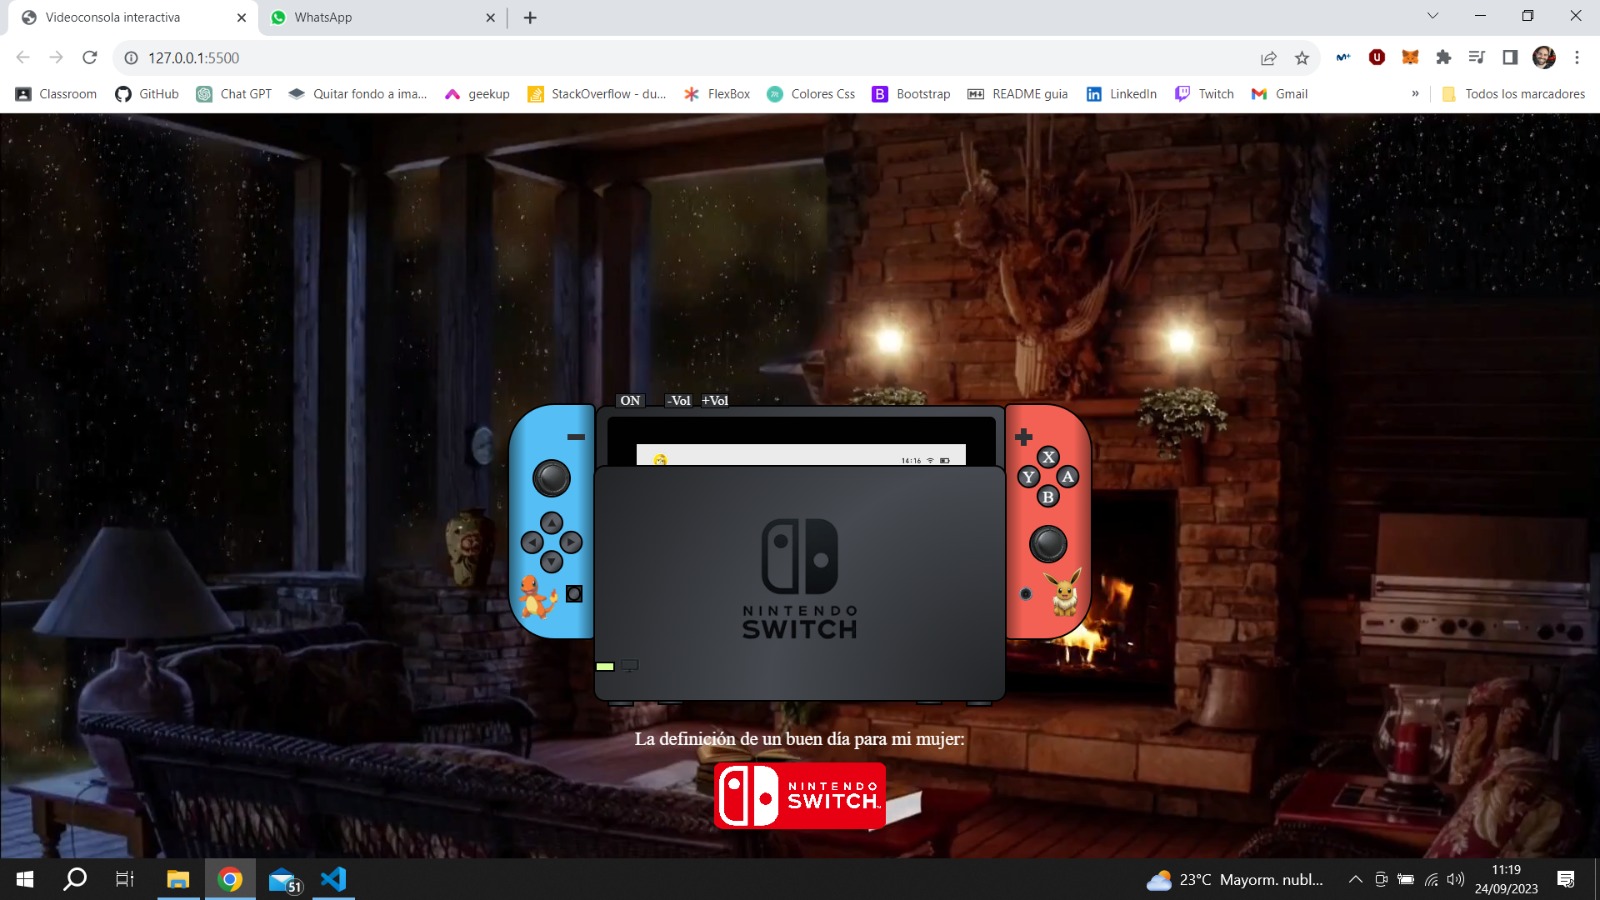 Videoconsola interactiva
WhatsApp
127.0.0.1:5500
Classroom
GitHub
Chat GPT
Quitar fondo a ima...
geekup
StackOverflow - du...
FlexBox
Colores Css
Bootstrap
README guia
LinkedIn
Twitch
Gmail
»
Todos los marcadores
ON
-Vol
+Vol
14:16
X
Y
A
B
NINTENDO
SWITCH
La definición de un buen día para mi mujer:
NINTENDO
SWITCH
51
23°C Mayorm. nubl...
11:19
24/09/2023